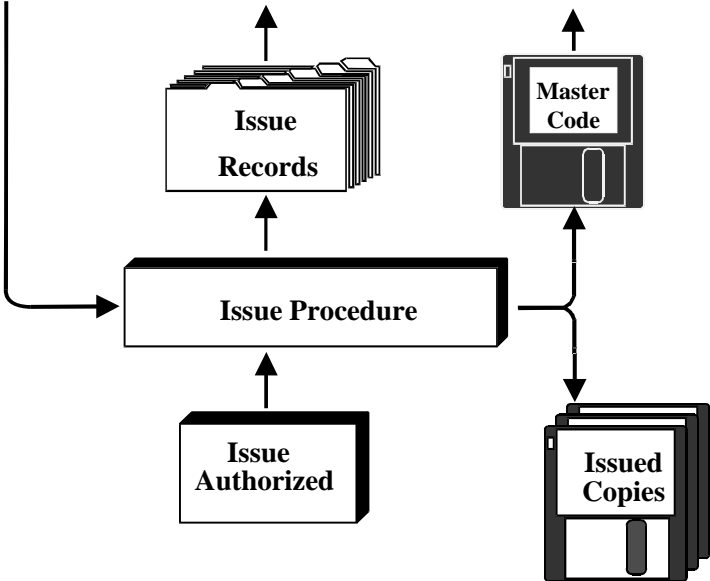 Issue
Records
Master
Code
Issue Procedure
Issue
Authorized
Issued
Copies